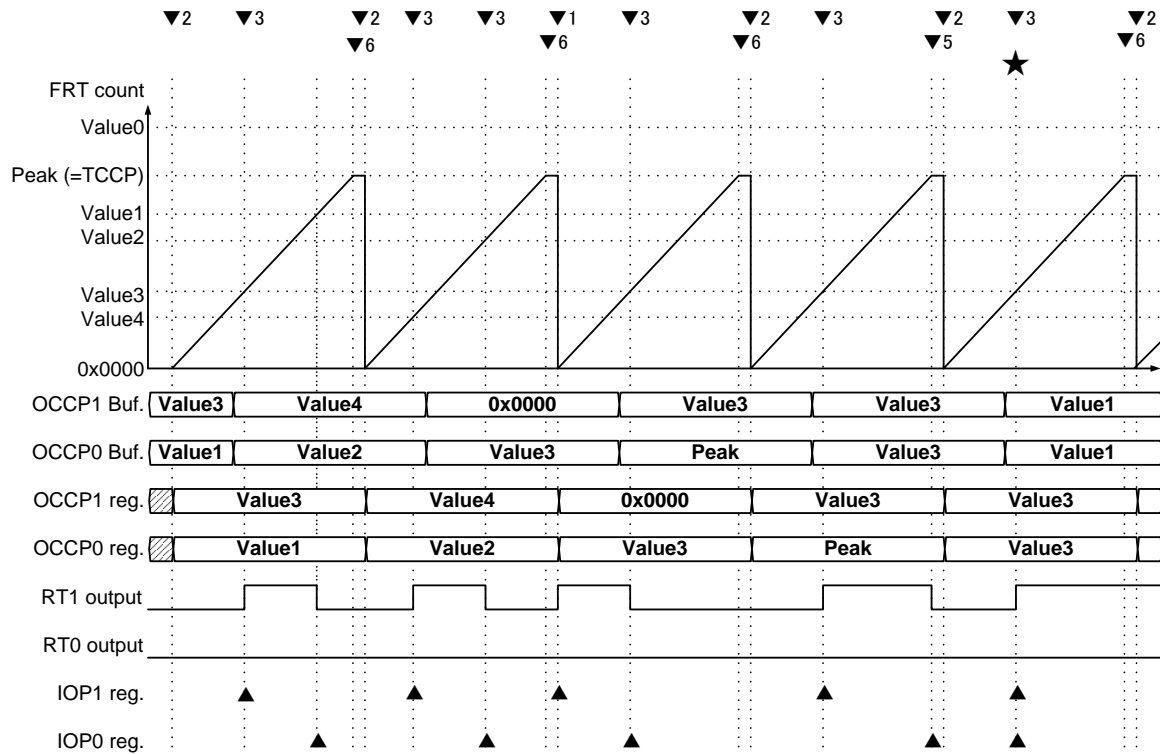 ▼2 ▼3 ▼2 ▼3 ▼3 ▼1 ▼3 ▼2 ▼3 ▼2 ▼3 ▼2
▼6 ▼6 ▼6 ▼5 ▼6
★
FRT count
Value0
Peak (=TCCP)
Value1
Value2
Value3
Value4
0x0000
OCCP1 Buf. Value3 Value4 0x0000 Value3 Value3 Value1
OCCP0 Buf. Value1 Value2 Value3 Peak Value3 Value1
OCCP1 reg. Value3 Value4 0x0000 Value3 Value3
OCCP0 reg. Value1 Value2 Value3 Peak Value3
RT1 output
RT0 output
IOP1 reg. ▲ ▲ ▲ ▲ ▲
IOP0 reg. ▲ ▲ ▲ ▲ ▲